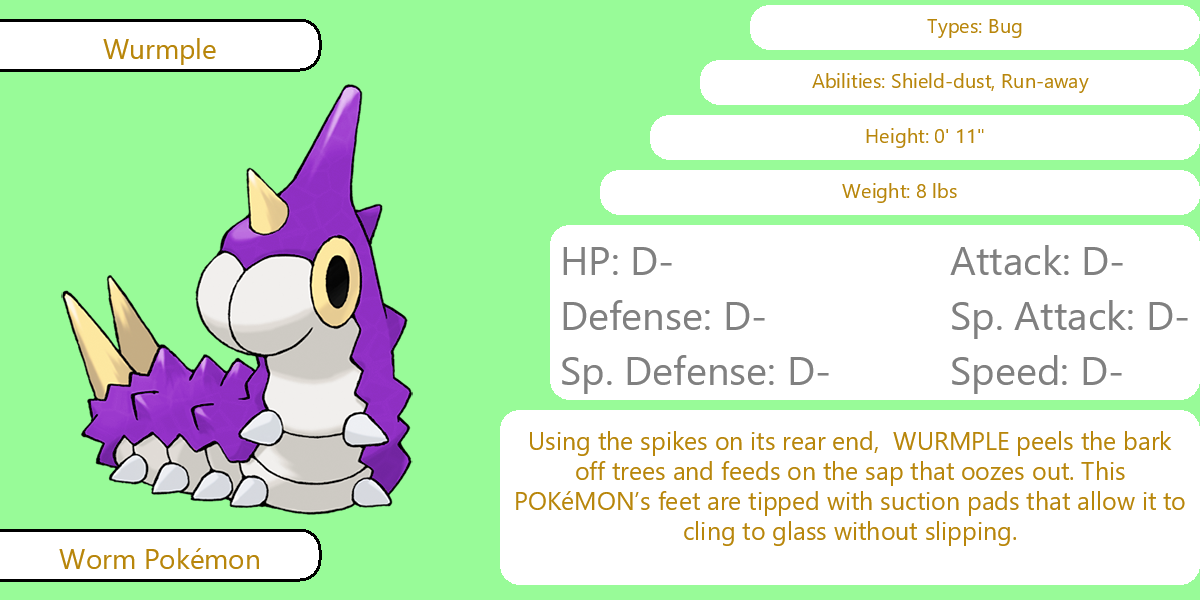 Wurmple
Types: Bug
Abilities: Shield-dust, Run-away
Height: 0' 11"
Weight: 8 lbs
HP: D-
Attack: D-
Defense: D-
Sp. Attack: D-
Sp. Defense: D-
Speed: D-
Using the spikes on its rear end,  WURMPLE peels the bark
off trees and feeds on the sap that oozes out. This
POKéMON’s feet are tipped with suction pads that allow it to
cling to glass without slipping.
Worm Pokémon